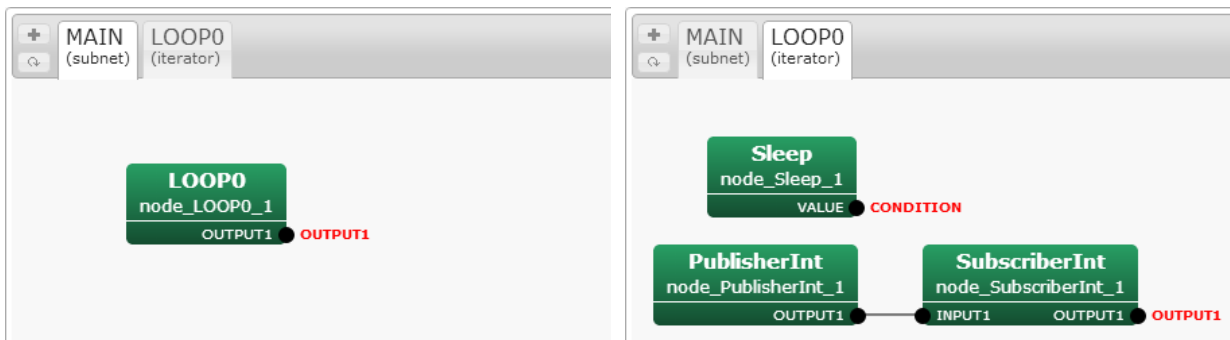 MAIN
(subnet)
LOOP0
(iterator)
LOOP0
node_LOOP0_1
OUTPUT1 OUTPUT1
MAIN
(subnet)
LOOP0
(iterator)
Sleep
node_Sleep_1
VALUE CONDITION
PublisherInt
node_PublisherInt_1
OUTPUT1
SubscriberInt
node_SubscriberInt_1
INPUT1 OUTPUT1 OUTPUT1